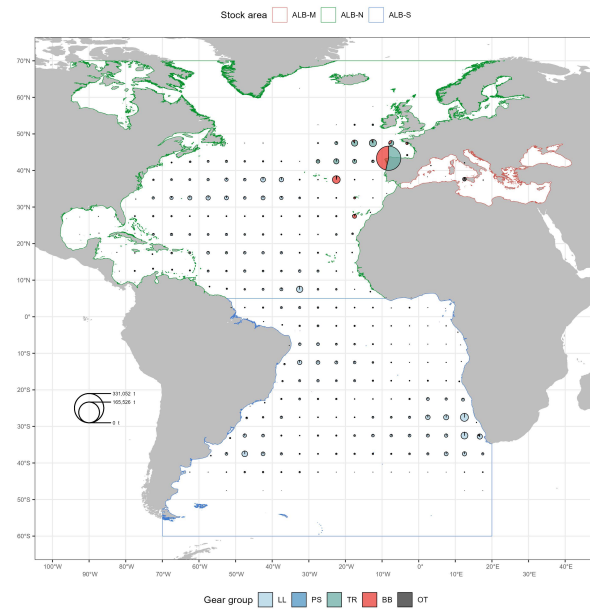 Stock area ALB-M ALB-N ALB-S
70°N
60°N
50°N
40°N
30°N
20°N
10°N
0°
10°S
20°S
30°S
40°S
50°S
60°S
331,052 t
165,526 t
0 t
100°W 90°W 80°W 70°W 60°W 50°W 40°W 30°W 20°W 10°W 0° 10°E 20°E 30°E 40°E
Gear group LL PS TR BB OT